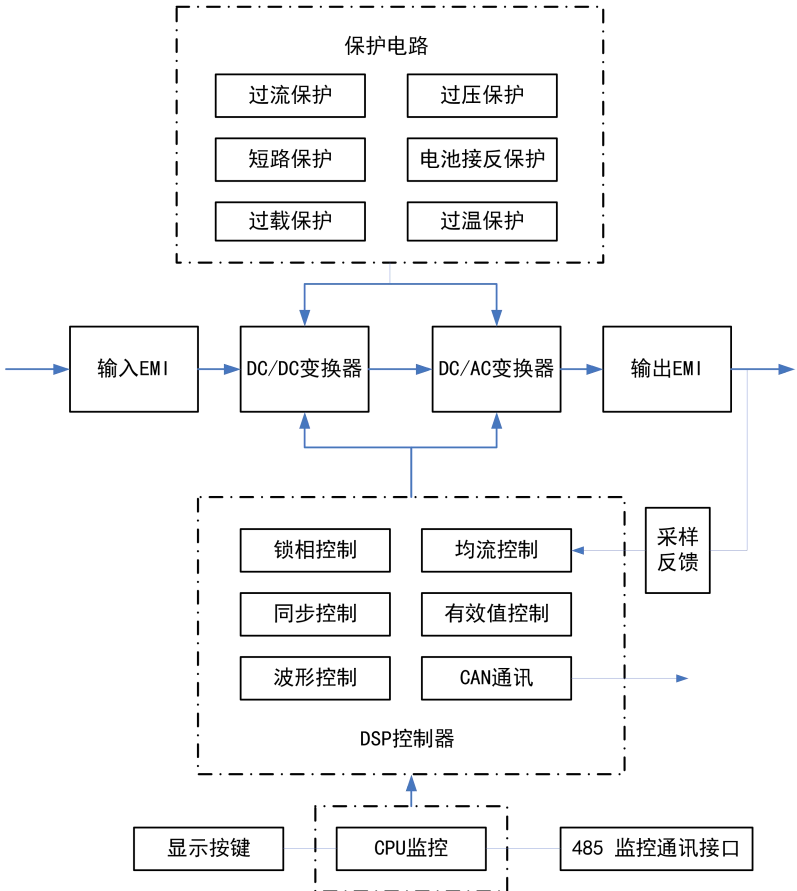 保护电路
过流保护
过压保护
短路保护
电池接反保护
过载保护
过温保护
输入EMI
DC/DC变换器
DC/AC变换器
输出EMI
采样
反馈
锁相控制
均流控制
同步控制
有效值控制
波形控制
CAN通讯
DSP控制器
显示按键
CPU监控
485 监控通讯接口